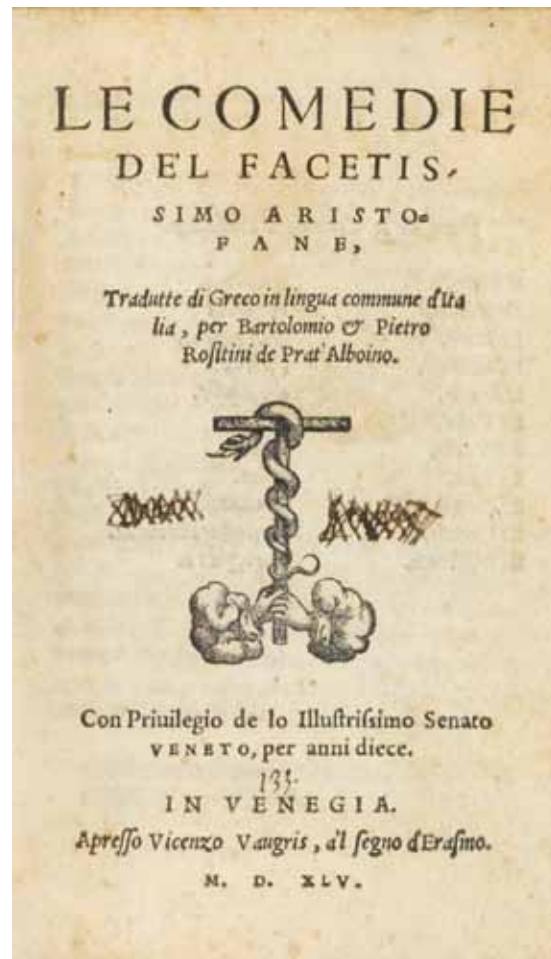 LE COMEDIE
DEL FACETIS,
SIMO ARISTO=
FANE,
Tradutte di Greco in lingua commune d'Ita
lia, per Bartolomio & Pietro
Roſitini de Prat'Alboino.
Con Priuilegio de lo Illuſtriſsimo Senato
VENETO, per anni diece.
133.
IN VENEGIA.
Apreſſo Vicenzo Vaugris, a'l ſegno d'Eraſmo.
M. D. XLV.